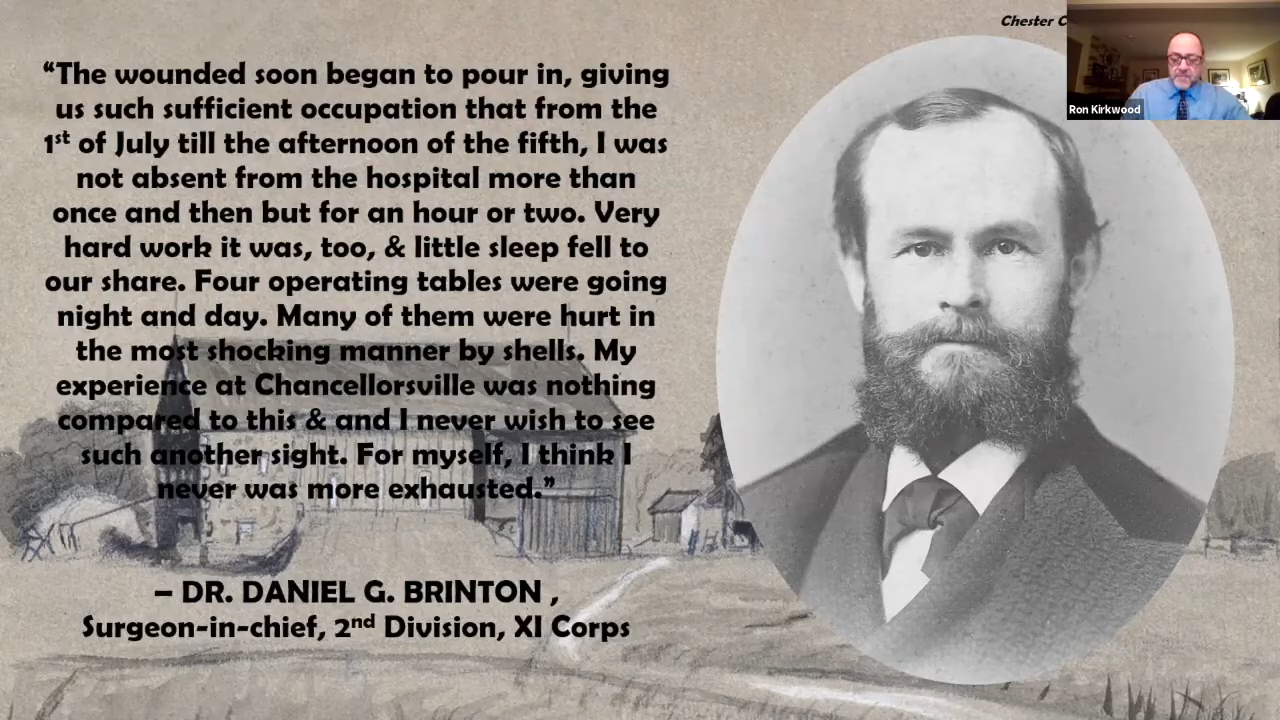 Chester C
Ron Kirkwood
“The wounded soon began to pour in, giving
us such sufficient occupation that from the
1st of July till the afternoon of the fifth, I was
not absent from the hospital more than
once and then but for an hour or two. Very
hard work it was, too, & little sleep fell to
our share. Four operating tables were going
night and day. Many of them were hurt in
the most shocking manner by shells. My
experience at Chancellorsville was nothing
compared to this & and I never wish to see
such another sight. For myself, I think I
never was more exhausted.”
– DR. DANIEL G. BRINTON ,
Surgeon-in-chief, 2nd Division, XI Corps